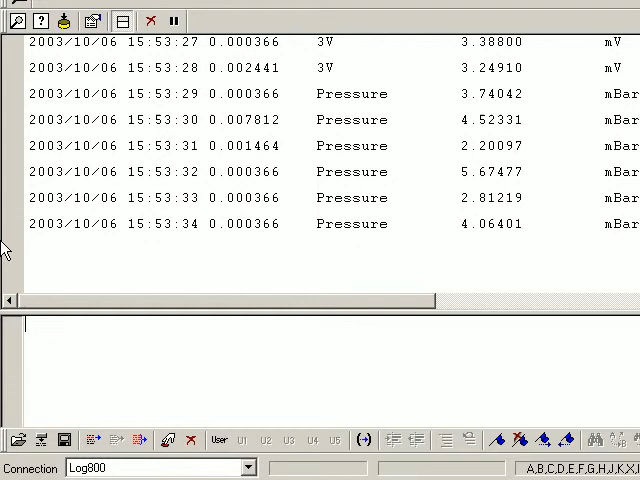 2003/10/06 15:53:27 0.000366 3V 3.38800 mV
2003/10/06 15:53:28 0.002441 3V 3.24910 mV
2003/10/06 15:53:29 0.000366 Pressure 3.74042 mBar
2003/10/06 15:53:30 0.007812 Pressure 4.52331 mBar
2003/10/06 15:53:31 0.001464 Pressure 2.20097 mBar
2003/10/06 15:53:32 0.000366 Pressure 5.67477 mBar
2003/10/06 15:53:33 0.000366 Pressure 2.81219 mBar
2003/10/06 15:53:34 0.000366 Pressure 4.06401 mBar
User U1 U2 U3 U4 U5
Connection Log800 A,B,C,D,E,F,G,H,J,K,X,